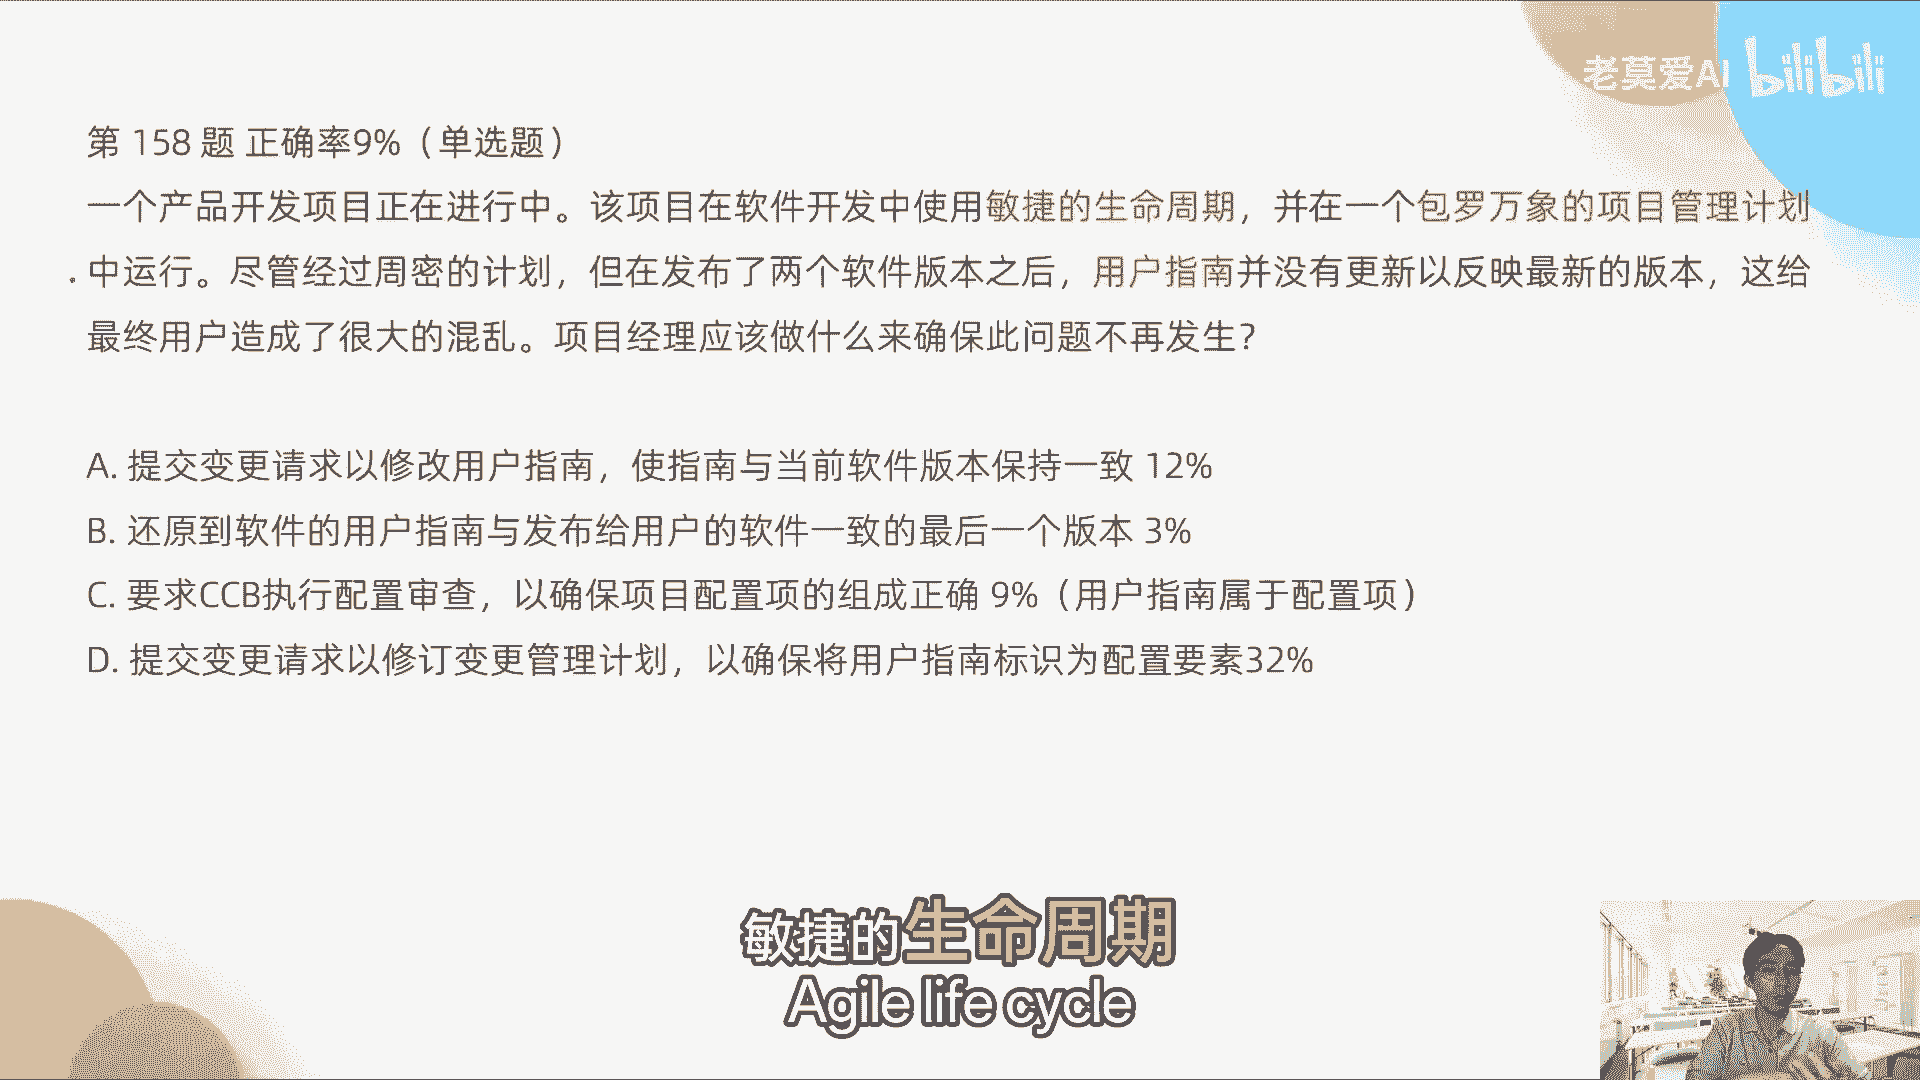 老莫爱AI bilibili
第 158 题 正确率9%（单选题）
一个产品开发项目正在进行中。该项目在软件开发中使用敏捷的生命周期，并在一个包罗万象的项目管理计划
中运行。尽管经过周密的计划，但在发布了两个软件版本之后，用户指南并没有更新以反映最新的版本，这给
最终用户造成了很大的混乱。项目经理应该做什么来确保此问题不再发生？
A. 提交变更请求以修改用户指南，使指南与当前软件版本保持一致 12%
B. 还原到软件的用户指南与发布给用户的软件一致的最后一个版本 3%
C. 要求CCB执行配置审查，以确保项目配置项的组成正确 9%（用户指南属于配置项）
D. 提交变更请求以修订变更管理计划，以确保将用户指南标识为配置要素32%
敏捷的生命周期
Agile life cycle